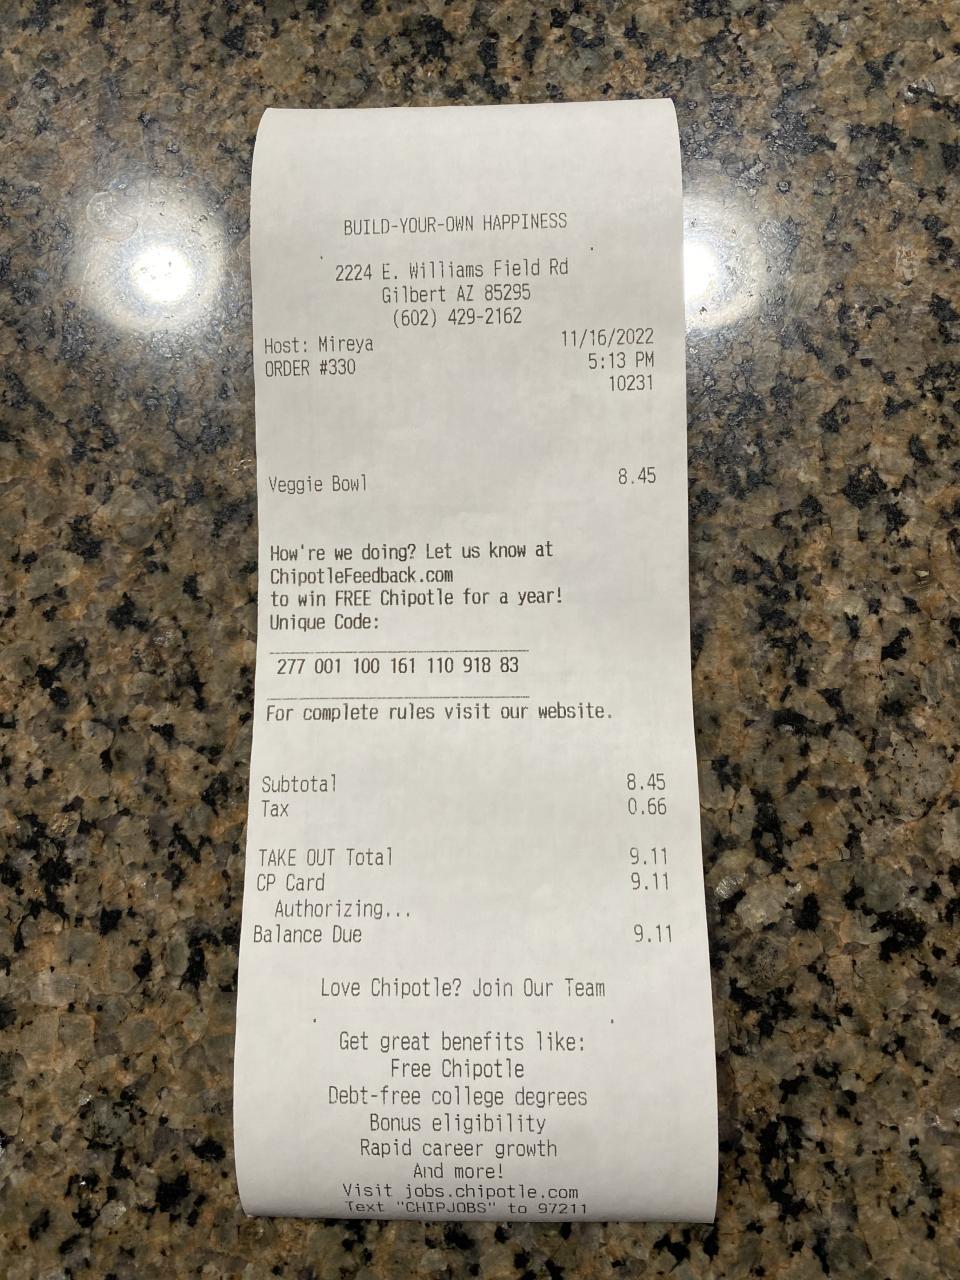 BUILD-YOUR-OWN HAPPINESS
2224 E. Williams Field Rd
Gilbert AZ 85295
(602) 429-2162
Host: Mireya 11/16/2022
ORDER #330 5:13 PM
10231
Veggie Bowl 8.45
How're we doing? Let us know at
ChipotleFeedback.com
to win FREE Chipotle for a year!
Unique Code:
277 001 100 161 110 918 83
For complete rules visit our website.
Subtotal 8.45
Tax 0.66
TAKE OUT Total 9.11
CP Card 9.11
Authorizing...
Balance Due 9.11
Love Chipotle? Join Our Team
Get great benefits like:
Free Chipotle
Debt-free college degrees
Bonus eligibility
Rapid career growth
And more!
Visit jobs.chipotle.com
Text "CHIPJOBS" to 97211